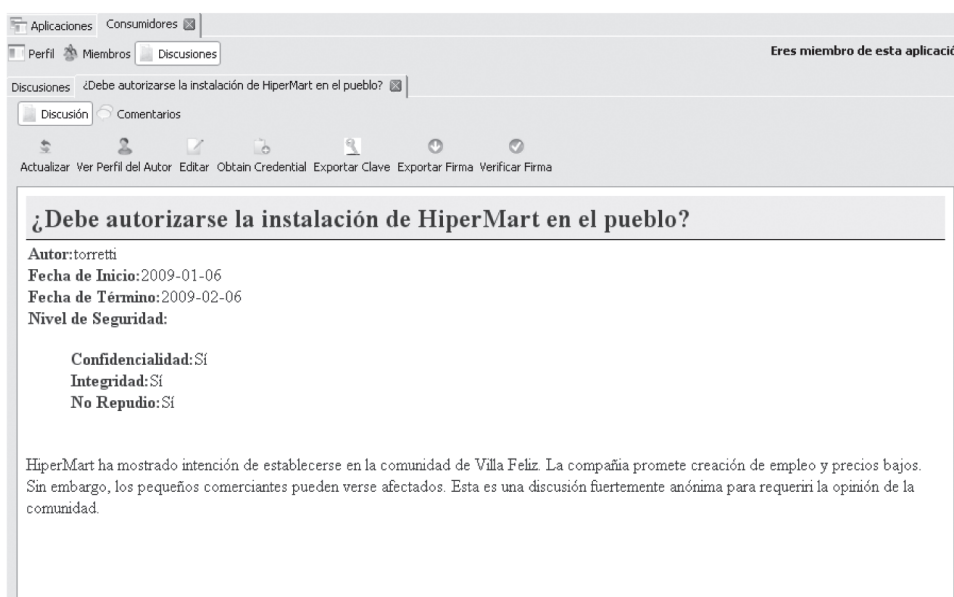 Aplicaciones Consumidores
Perfil Miembros Discusiones Eres miembro de esta aplicació
Discusiones ¿Debe autorizarse la instalación de HiperMart en el pueblo?
Discusión Comentarios
Actualizar Ver Perfil del Autor Editar Obtain Credential Exportar Clave Exportar Firma Verificar Firma
¿Debe autorizarse la instalación de HiperMart en el pueblo?
Autor:torretti
Fecha de Inicio:2009-01-06
Fecha de Término:2009-02-06
Nivel de Seguridad:
Confidencialidad:Sí
Integridad:Sí
No Repudio:Sí
HiperMart ha mostrado intención de establecerse en la comunidad de Villa Feliz. La compañia promete creación de empleo y precios bajos.
Sin embargo, los pequeños comerciantes pueden verse afectados. Esta es una discusión fuertemente anónima para requeriri la opinión de la
comunidad.